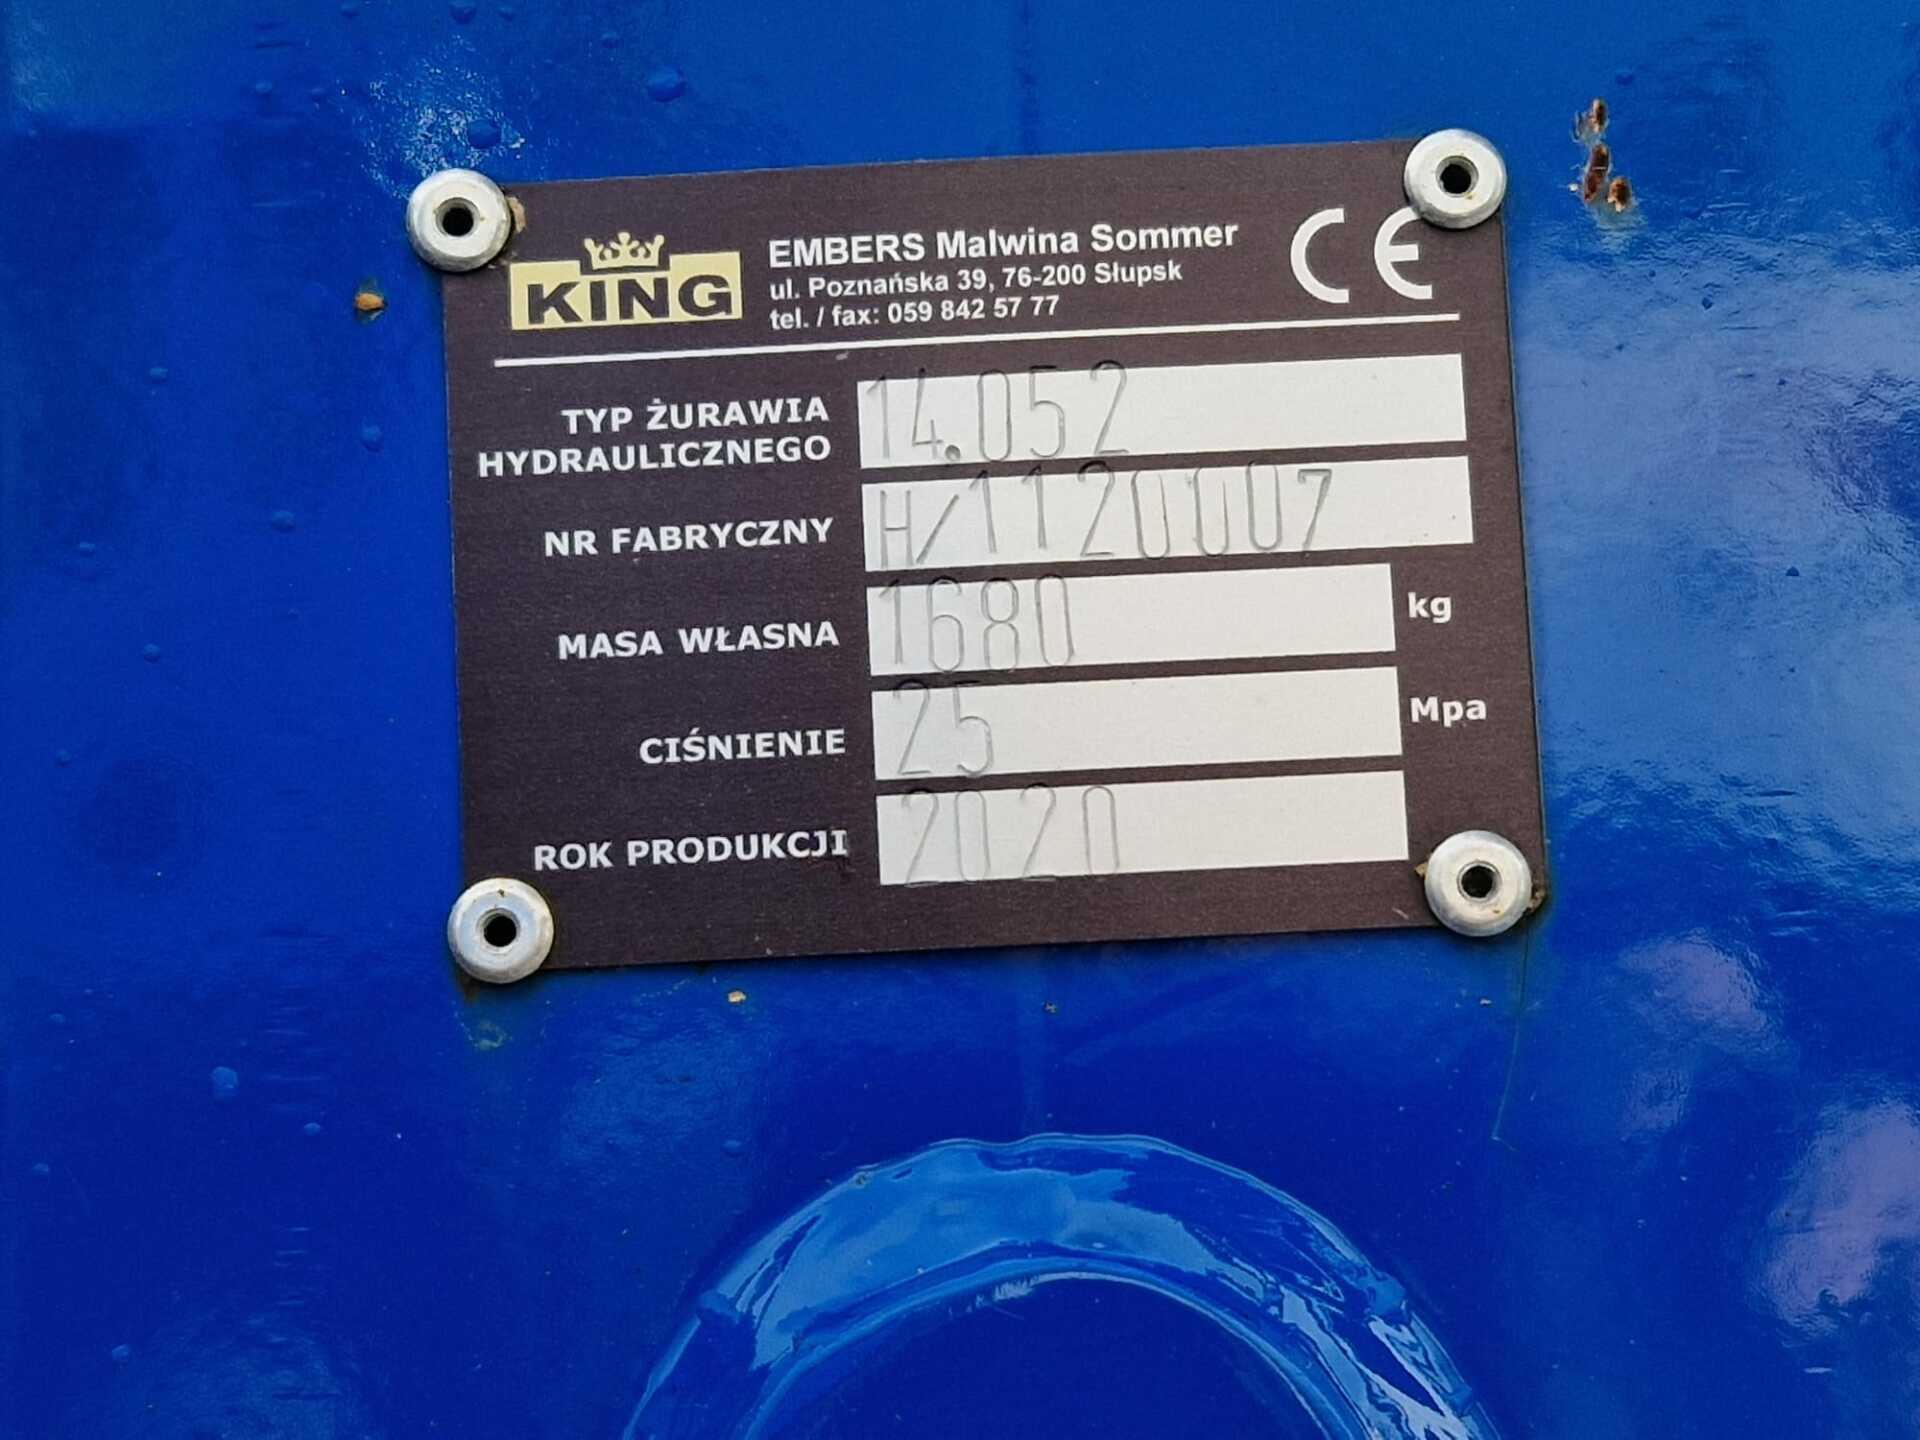 KING
EMBERS Malwina Sommer
ul. Poznańska 39, 76-200 Słupsk
tel. / fax: 059 842 57 77
CE
TYP ŻURAWIA
HYDRAULICZNEGO 14.052
NR FABRYCZNY H/1120007
MASA WŁASNA 1680 kg
CIŚNIENIE 25 Mpa
ROK PRODUKCJI 2020